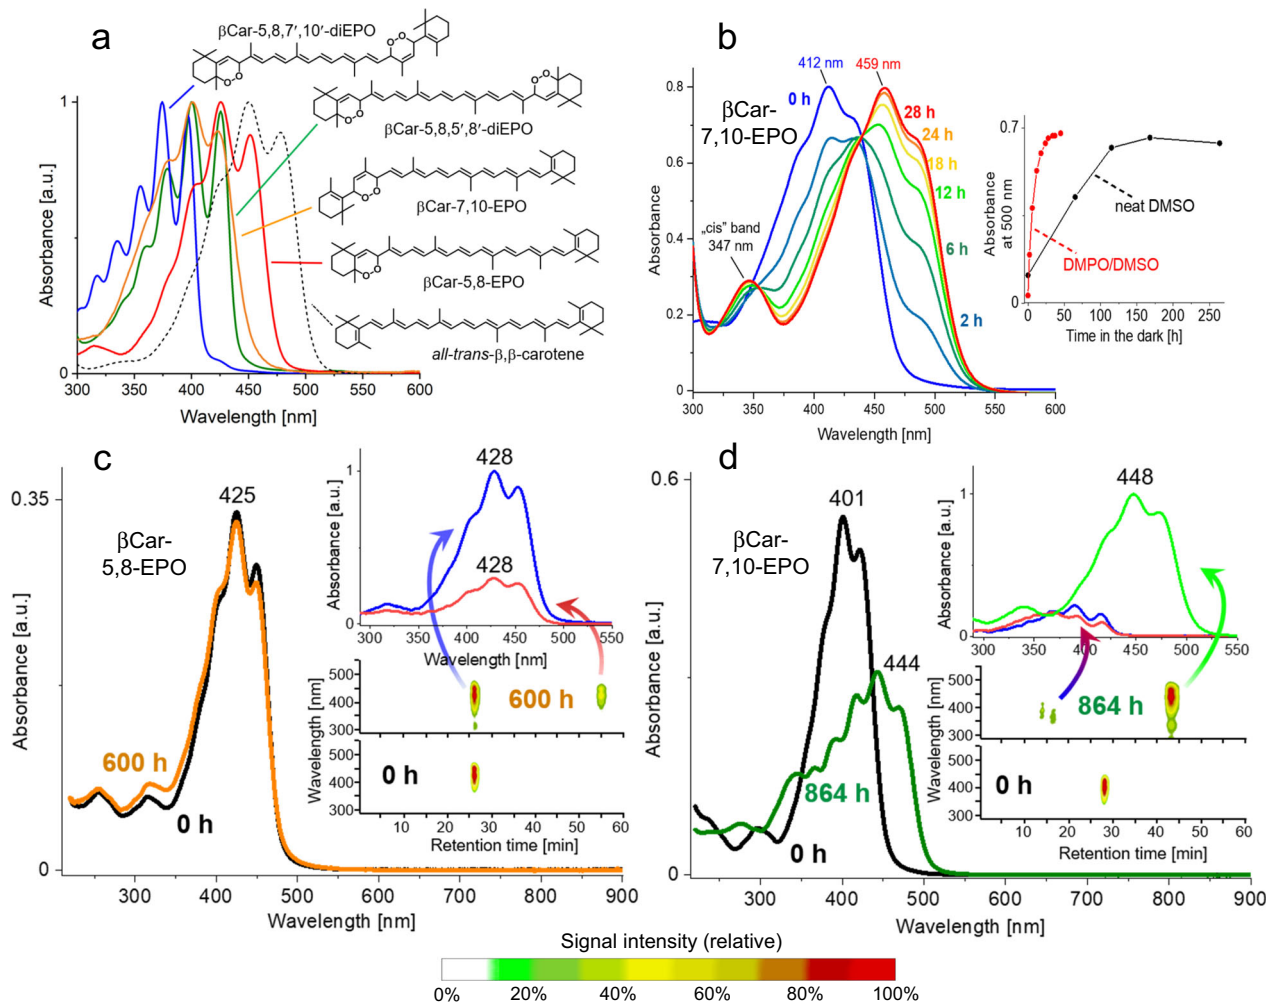 a
βCar-5,8,7′,10′-diEPO
βCar-5,8,5′,8′-diEPO
βCar-7,10-EPO
βCar-5,8-EPO
all-trans-β,β-carotene
Absorbance [a.u.]
1
0
300 350 400 450 500 550 600
Wavelength [nm]
b
βCar-
7,10-EPO
412 nm
459 nm
0 h
28 h
24 h
18 h
12 h
6 h
2 h
„cis” band
347 nm
Absorbance
0.8
0.6
0.4
0.2
0
300 350 400 450 500 550 600
Wavelength [nm]
Absorbance
at 500 nm
0.7
0
neat DMSO
DMPO/DMSO
0 50 100 150 200 250
Time in the dark [h]
c
βCar-
5,8-EPO
425
600 h
0 h
Absorbance [a.u.]
0.35
0
300 400 500 600 700 800 900
Wavelength [nm]
428
428
Absorbance [a.u.]
1
0
300 350 400 450 500 550
Wavelength [nm]
600 h
0 h
Wavelength [nm]
500
400
300
500
400
300
10 20 30 40 50 60
Retention time [min]
d
βCar-
7,10-EPO
401
444
864 h
0 h
Absorbance [a.u.]
0.6
0
300 400 500 600 700 800 900
Wavelength [nm]
448
Absorbance [a.u.]
1
0
300 350 400 450 500 550
864 h
0 h
Wavelength [nm]
500
400
300
500
400
300
10 20 30 40 50 60
Retention time [min]
Signal intensity (relative)
0% 20% 40% 60% 80% 100%